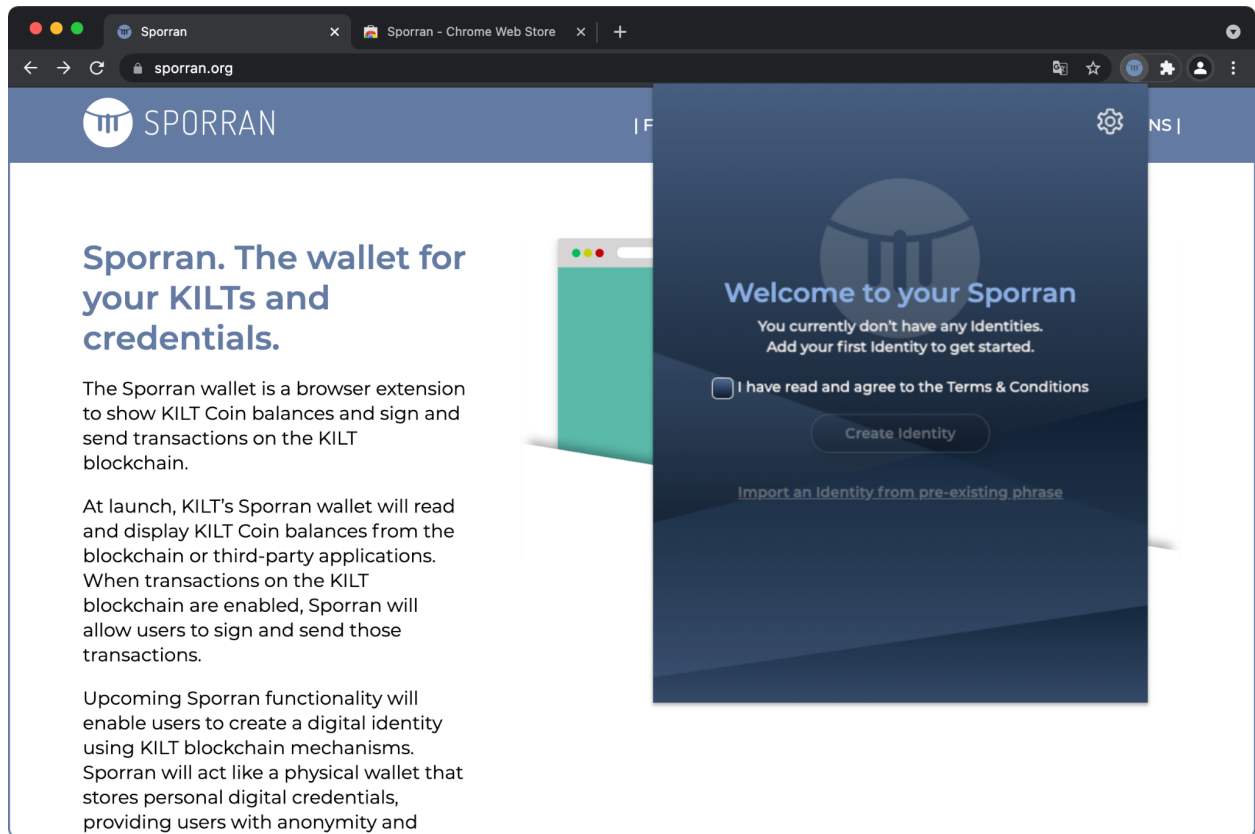 Sporran
Sporran - Chrome Web Store
sporran.org
SPORRAN
| F
NS |
Sporran. The wallet for
your KILTs and
credentials.
The Sporran wallet is a browser extension
to show KILT Coin balances and sign and
send transactions on the KILT
blockchain.
At launch, KILT’s Sporran wallet will read
and display KILT Coin balances from the
blockchain or third-party applications.
When transactions on the KILT
blockchain are enabled, Sporran will
allow users to sign and send those
transactions.
Upcoming Sporran functionality will
enable users to create a digital identity
using KILT blockchain mechanisms.
Sporran will act like a physical wallet that
stores personal digital credentials,
providing users with anonymity and
Welcome to your Sporran
You currently don’t have any Identities.
Add your first Identity to get started.
I have read and agree to the Terms & Conditions
Create Identity
Import an Identity from pre-existing phrase